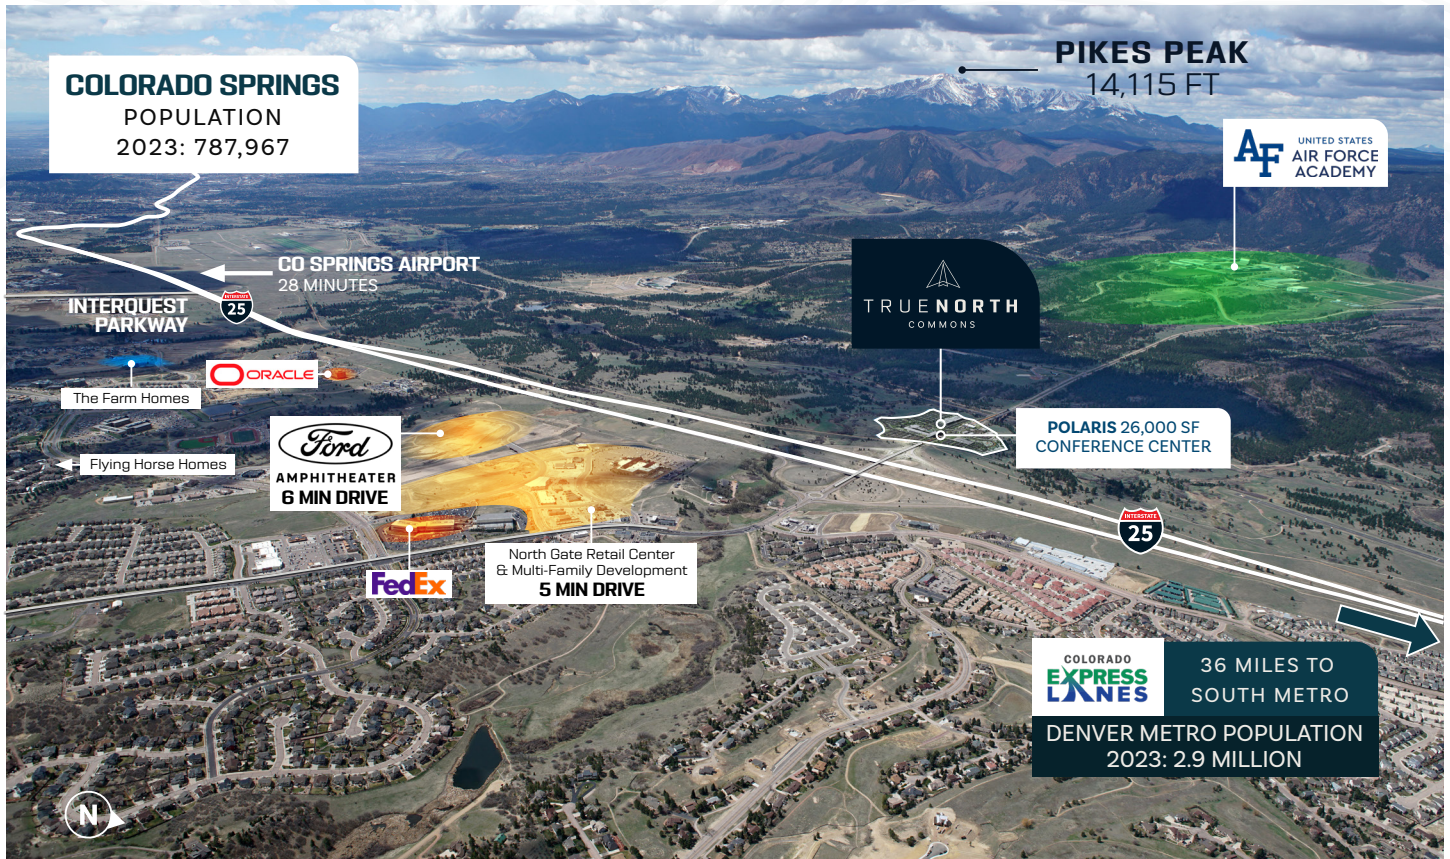 COLORADO SPRINGS
POPULATION
2023: 787,967
PIKES PEAK
14,115 FT
AF
UNITED STATES
AIR FORCE
ACADEMY
CO SPRINGS AIRPORT
28 MINUTES
INTERQUEST
PARKWAY
INTERSTATE
25
TRUENORTH
COMMONS
ORACLE
The Farm Homes
Ford
AMPHITHEATER
6 MIN DRIVE
POLARIS 26,000 SF
CONFERENCE CENTER
Flying Horse Homes
INTERSTATE
25
North Gate Retail Center
& Multi-Family Development
5 MIN DRIVE
FedEx
COLORADO
EXPRESS
LANES
36 MILES TO
SOUTH METRO
DENVER METRO POPULATION
2023: 2.9 MILLION
N